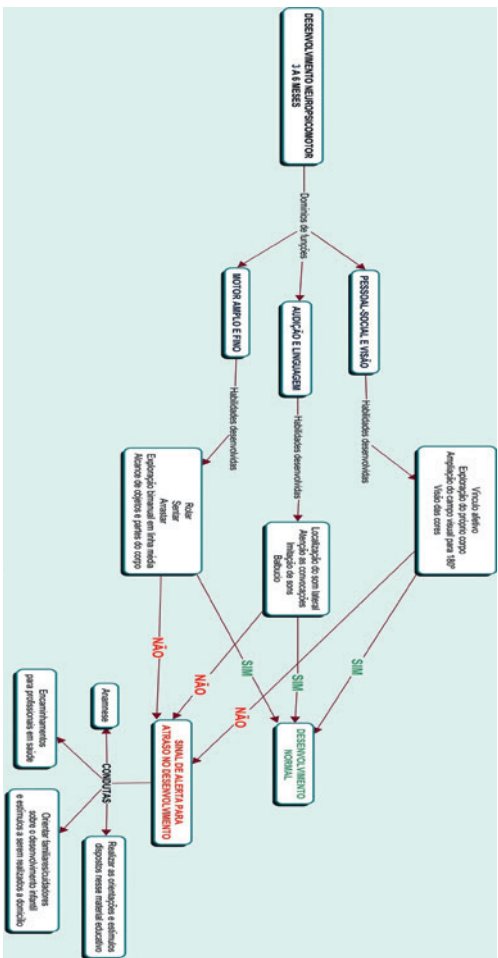 DESENVOLVIMENTO NEUROPSICOMOTOR
3 A 6 MESES
Domínios de funções
PESSOAL-SOCIAL E VISÃO
AUDIÇÃO E LINGUAGEM
MOTOR AMPLO E FINO
Habilidades desenvolvidas
Habilidades desenvolvidas
Habilidades desenvolvidas
Vínculo afetivo
Exploração do próprio corpo
Ampliação do campo visual para 180º
Visão das cores
Localização do som lateral
Atenção as convocações
Imitação de sons
Balbucio
Rolar
Sentar
Arrastar
Exploração bimanual em linha média
Alcance de objetos e partes do corpo
SIM
SIM
SIM
NÃO
NÃO
NÃO
DESENVOLVIMENTO
NORMAL
SINAL DE ALERTA PARA
ATRASO NO DESENVOLVIMENTO
CONDUTAS
Realizar as orientações e estímulos
dispostos nesse material educativo
Anamnese
Orientar familiares/cuidadores
sobre o desenvolvimento infantil
e estímulos a serem realizados a domicílio
Encaminhamentos
para profissionais em saúde